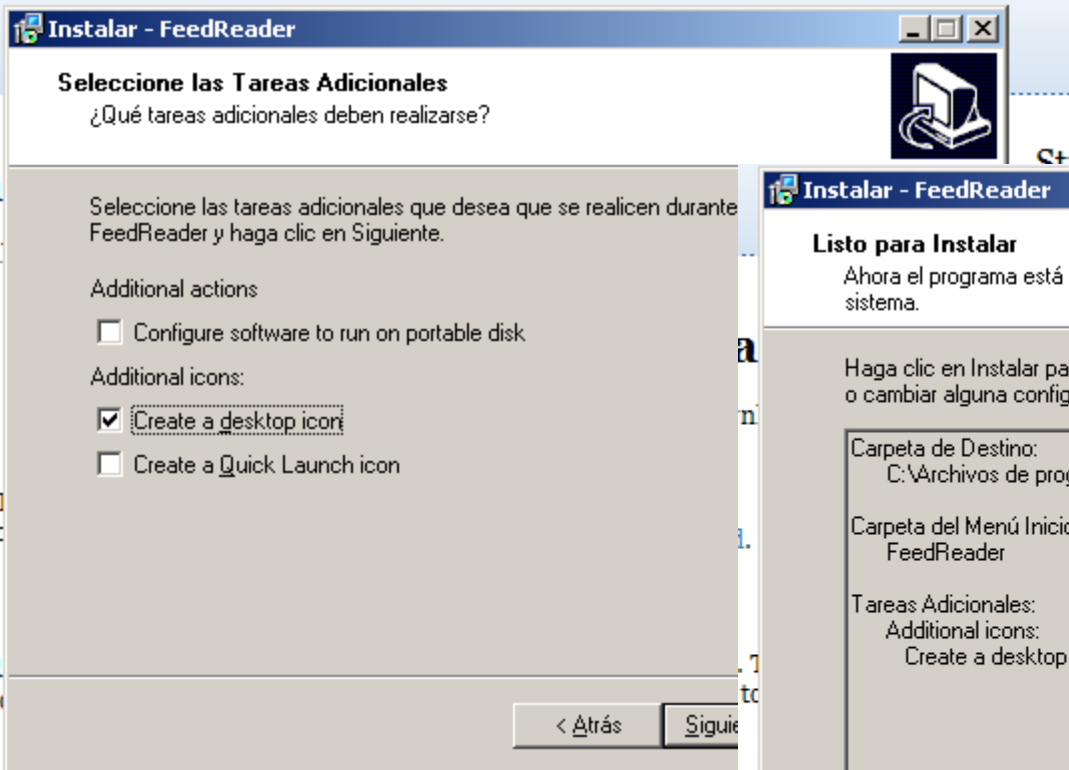 Instalar - FeedReader
Seleccione las Tareas Adicionales
¿Qué tareas adicionales deben realizarse?
Seleccione las tareas adicionales que desea que se realicen durante
FeedReader y haga clic en Siguiente.
Additional actions
Configure software to run on portable disk
Additional icons:
Create a desktop icon
Create a Quick Launch icon
< Atrás
Instalar - FeedReader
Listo para Instalar
Ahora el programa está
sistema.
Haga clic en Instalar
o cambiar alguna
Carpeta de Destino:
C:\Archivos de
Carpeta del Menú
FeedReader
Tareas Adicionales:
Additional icons:
Create a desktop